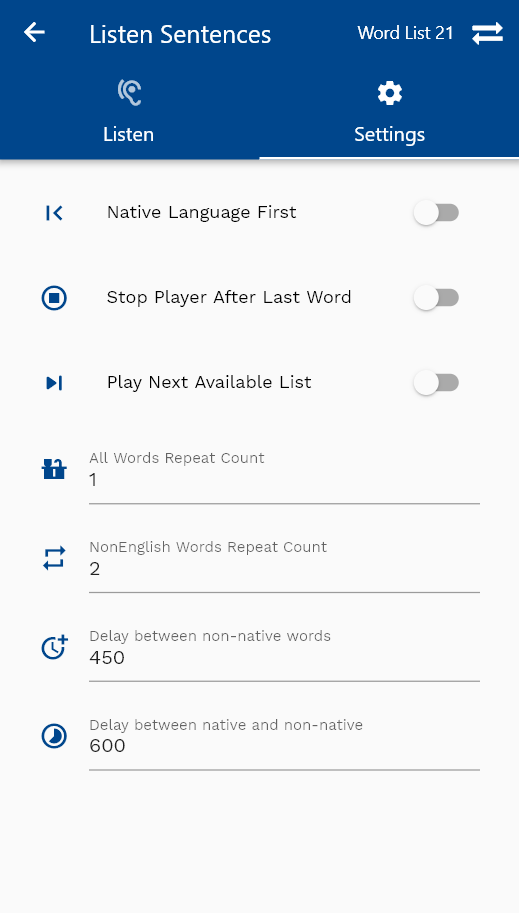 Listen Sentences
Word List 21
Listen
Settings
Native Language First
Stop Player After Last Word
Play Next Available List
All Words Repeat Count
1
NonEnglish Words Repeat Count
2
Delay between non-native words
450
Delay between native and non-native
600